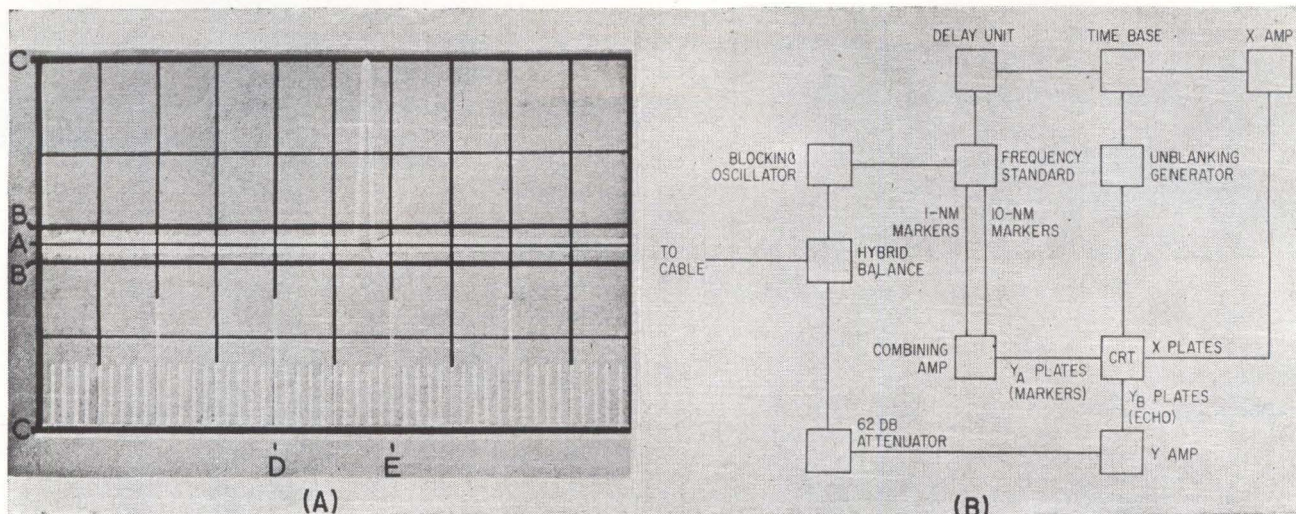 C
B
A
B
C
D
E
(A)
DELAY UNIT
TIME BASE
X AMP
BLOCKING
OSCILLATOR
FREQUENCY
STANDARD
UNBLANKING
GENERATOR
1-NM
MARKERS
10-NM
MARKERS
TO
CABLE
HYBRID
BALANCE
COMBINING
AMP
YA PLATES
(MARKERS)
CRT
X PLATES
YB PLATES
(ECHO)
62 DB
ATTENUATOR
Y AMP
(B)